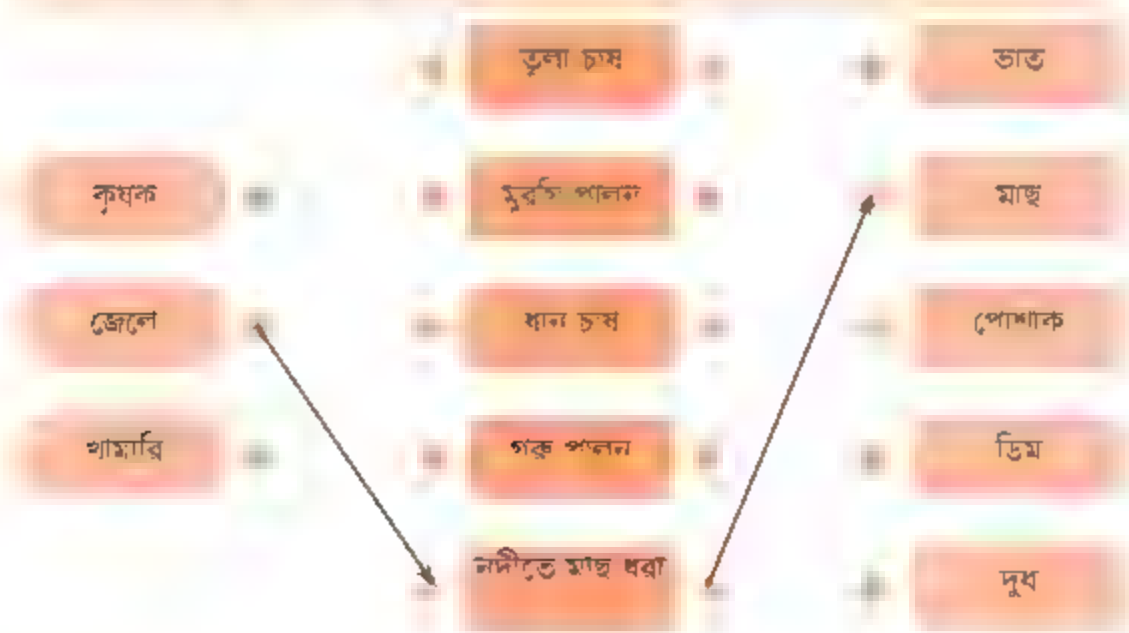 তুলা চাষ
ভাত
কৃষক
মুরগি পালন
মাছ
জেলে
ধান চাষ
পোশাক
খামারি
গরু পালন
ডিম
নদীতে মাছ ধরা
দুধ